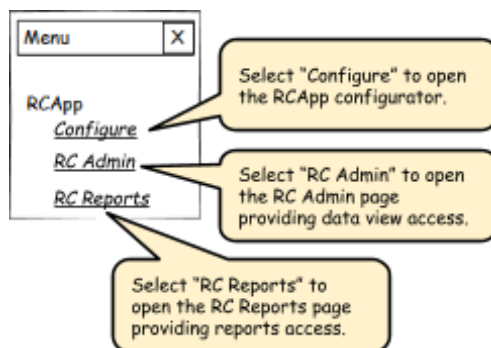 Menu X
RCApp
Configure
RC Admin
RC Reports
Select "Configure" to open
the RCApp configurator.
Select "RC Admin" to open
the RC Admin page
providing data view access.
Select "RC Reports" to
open the RC Reports page
providing reports access.